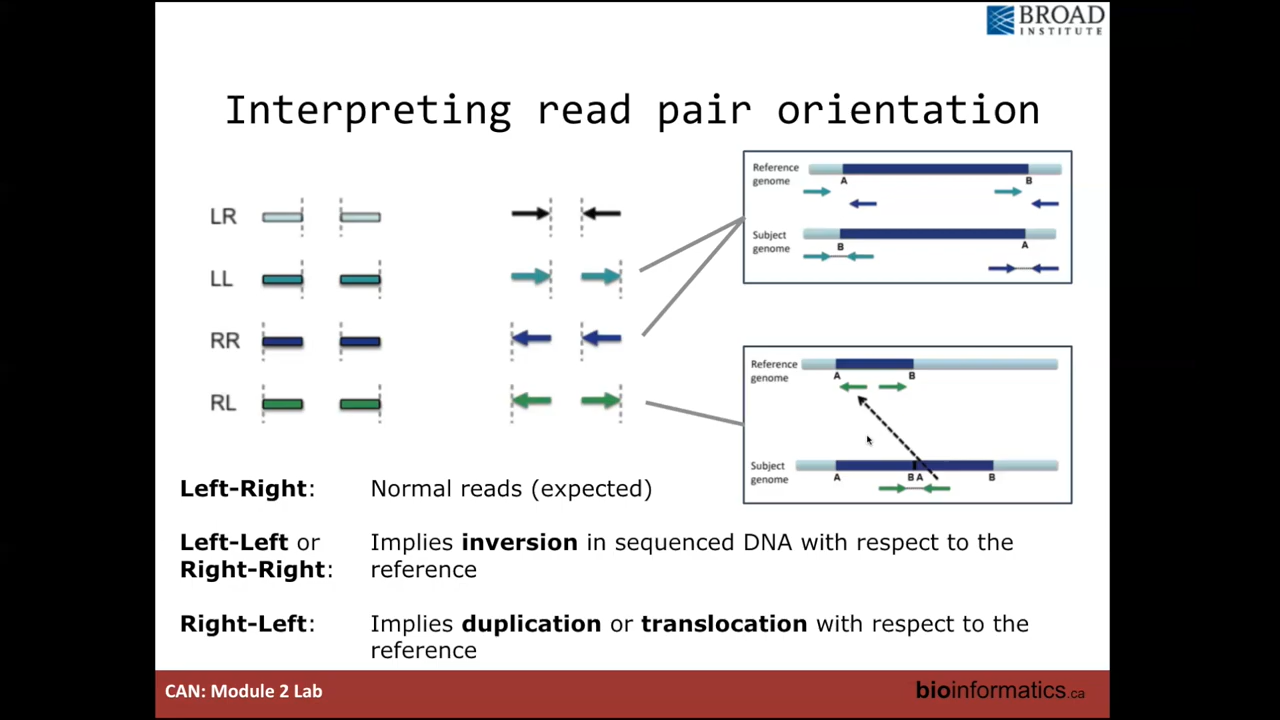 BROAD
INSTITUTE
Interpreting read pair orientation
LR
LL
RR
RL
Reference
genome
A
B
Subject
genome
B
A
Reference
genome
A
B
Subject
genome
A
B A
B
Left-Right: Normal reads (expected)
Left-Left or Implies inversion in sequenced DNA with respect to the
Right-Right: reference
Right-Left: Implies duplication or translocation with respect to the
reference
CAN: Module 2 Lab
bioinformatics.ca